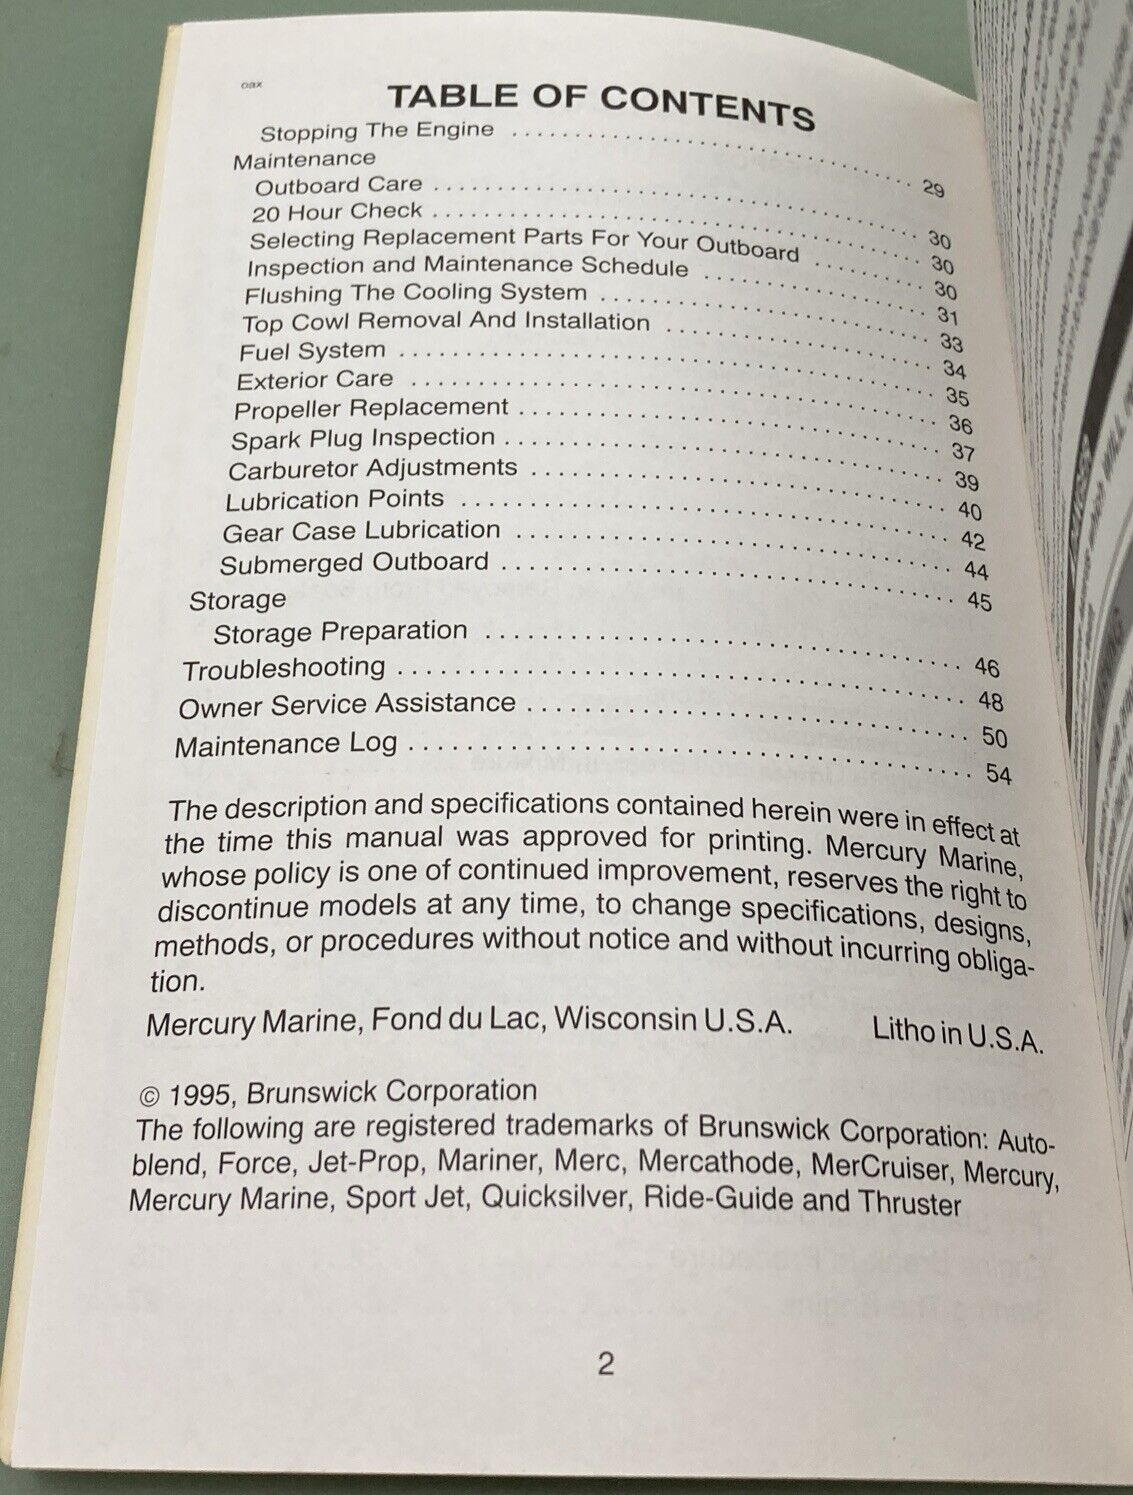 oax
TABLE OF CONTENTS
Stopping The Engine . . . . . . . . . . 29
Maintenance
Outboard Care . . . . . . . . . . 30
20 Hour Check . . . . . . . . . . 30
Selecting Replacement Parts For Your Outboard . . . . . . . . . . 30
Inspection and Maintenance Schedule . . . . . . . . . . 31
Flushing The Cooling System . . . . . . . . . . 33
Top Cowl Removal And Installation . . . . . . . . . . 34
Fuel System . . . . . . . . . . 35
Exterior Care . . . . . . . . . . 36
Propeller Replacement . . . . . . . . . . 37
Spark Plug Inspection . . . . . . . . . . 39
Carburetor Adjustments . . . . . . . . . . 40
Lubrication Points . . . . . . . . . . 42
Gear Case Lubrication . . . . . . . . . . 44
Submerged Outboard . . . . . . . . . . 45
Storage
Storage Preparation . . . . . . . . . . 46
Troubleshooting . . . . . . . . . . 48
Owner Service Assistance . . . . . . . . . . 50
Maintenance Log . . . . . . . . . . 54
The description and specifications contained herein were in effect at
the time this manual was approved for printing. Mercury Marine,
whose policy is one of continued improvement, reserves the right to
discontinue models at any time, to change specifications, designs,
methods, or procedures without notice and without incurring obliga-
tion.
Mercury Marine, Fond du Lac, Wisconsin U.S.A. Litho in U.S.A.
© 1995, Brunswick Corporation
The following are registered trademarks of Brunswick Corporation: Auto-
blend, Force, Jet-Prop, Mariner, Merc, Mercathode, MerCruiser, Mercury,
Mercury Marine, Sport Jet, Quicksilver, Ride-Guide and Thruster
2